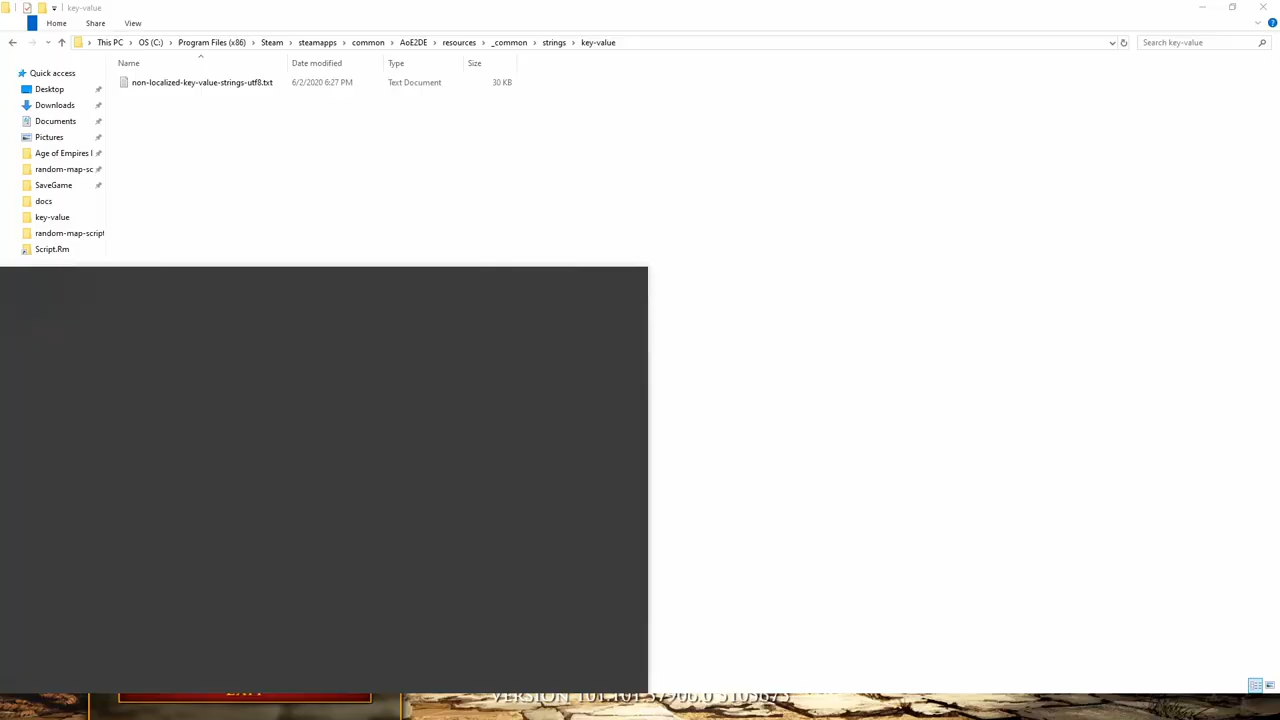 key-value
Home Share View
This PC OS (C:) Program Files (x86) Steam steamapps common AoE2DE resources _common strings key-value
Search key-value
Name Date modified Type Size
non-localized-key-value-strings-utf8.txt 6/2/2020 6:27 PM Text Document 30 KB
Quick access
Desktop
Downloads
Documents
Pictures
Age of Empires I
random-map-sc
SaveGame
docs
key-value
random-map-script
Script.Rm